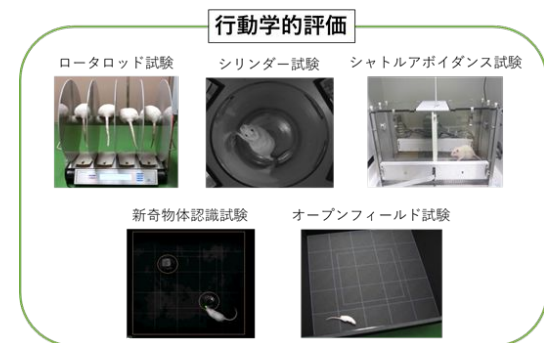 行動学的評価
ロータロッド試験
シリンダー試験
シャトルアボイダンス試験
新奇物体認識試験
オープンフィールド試験